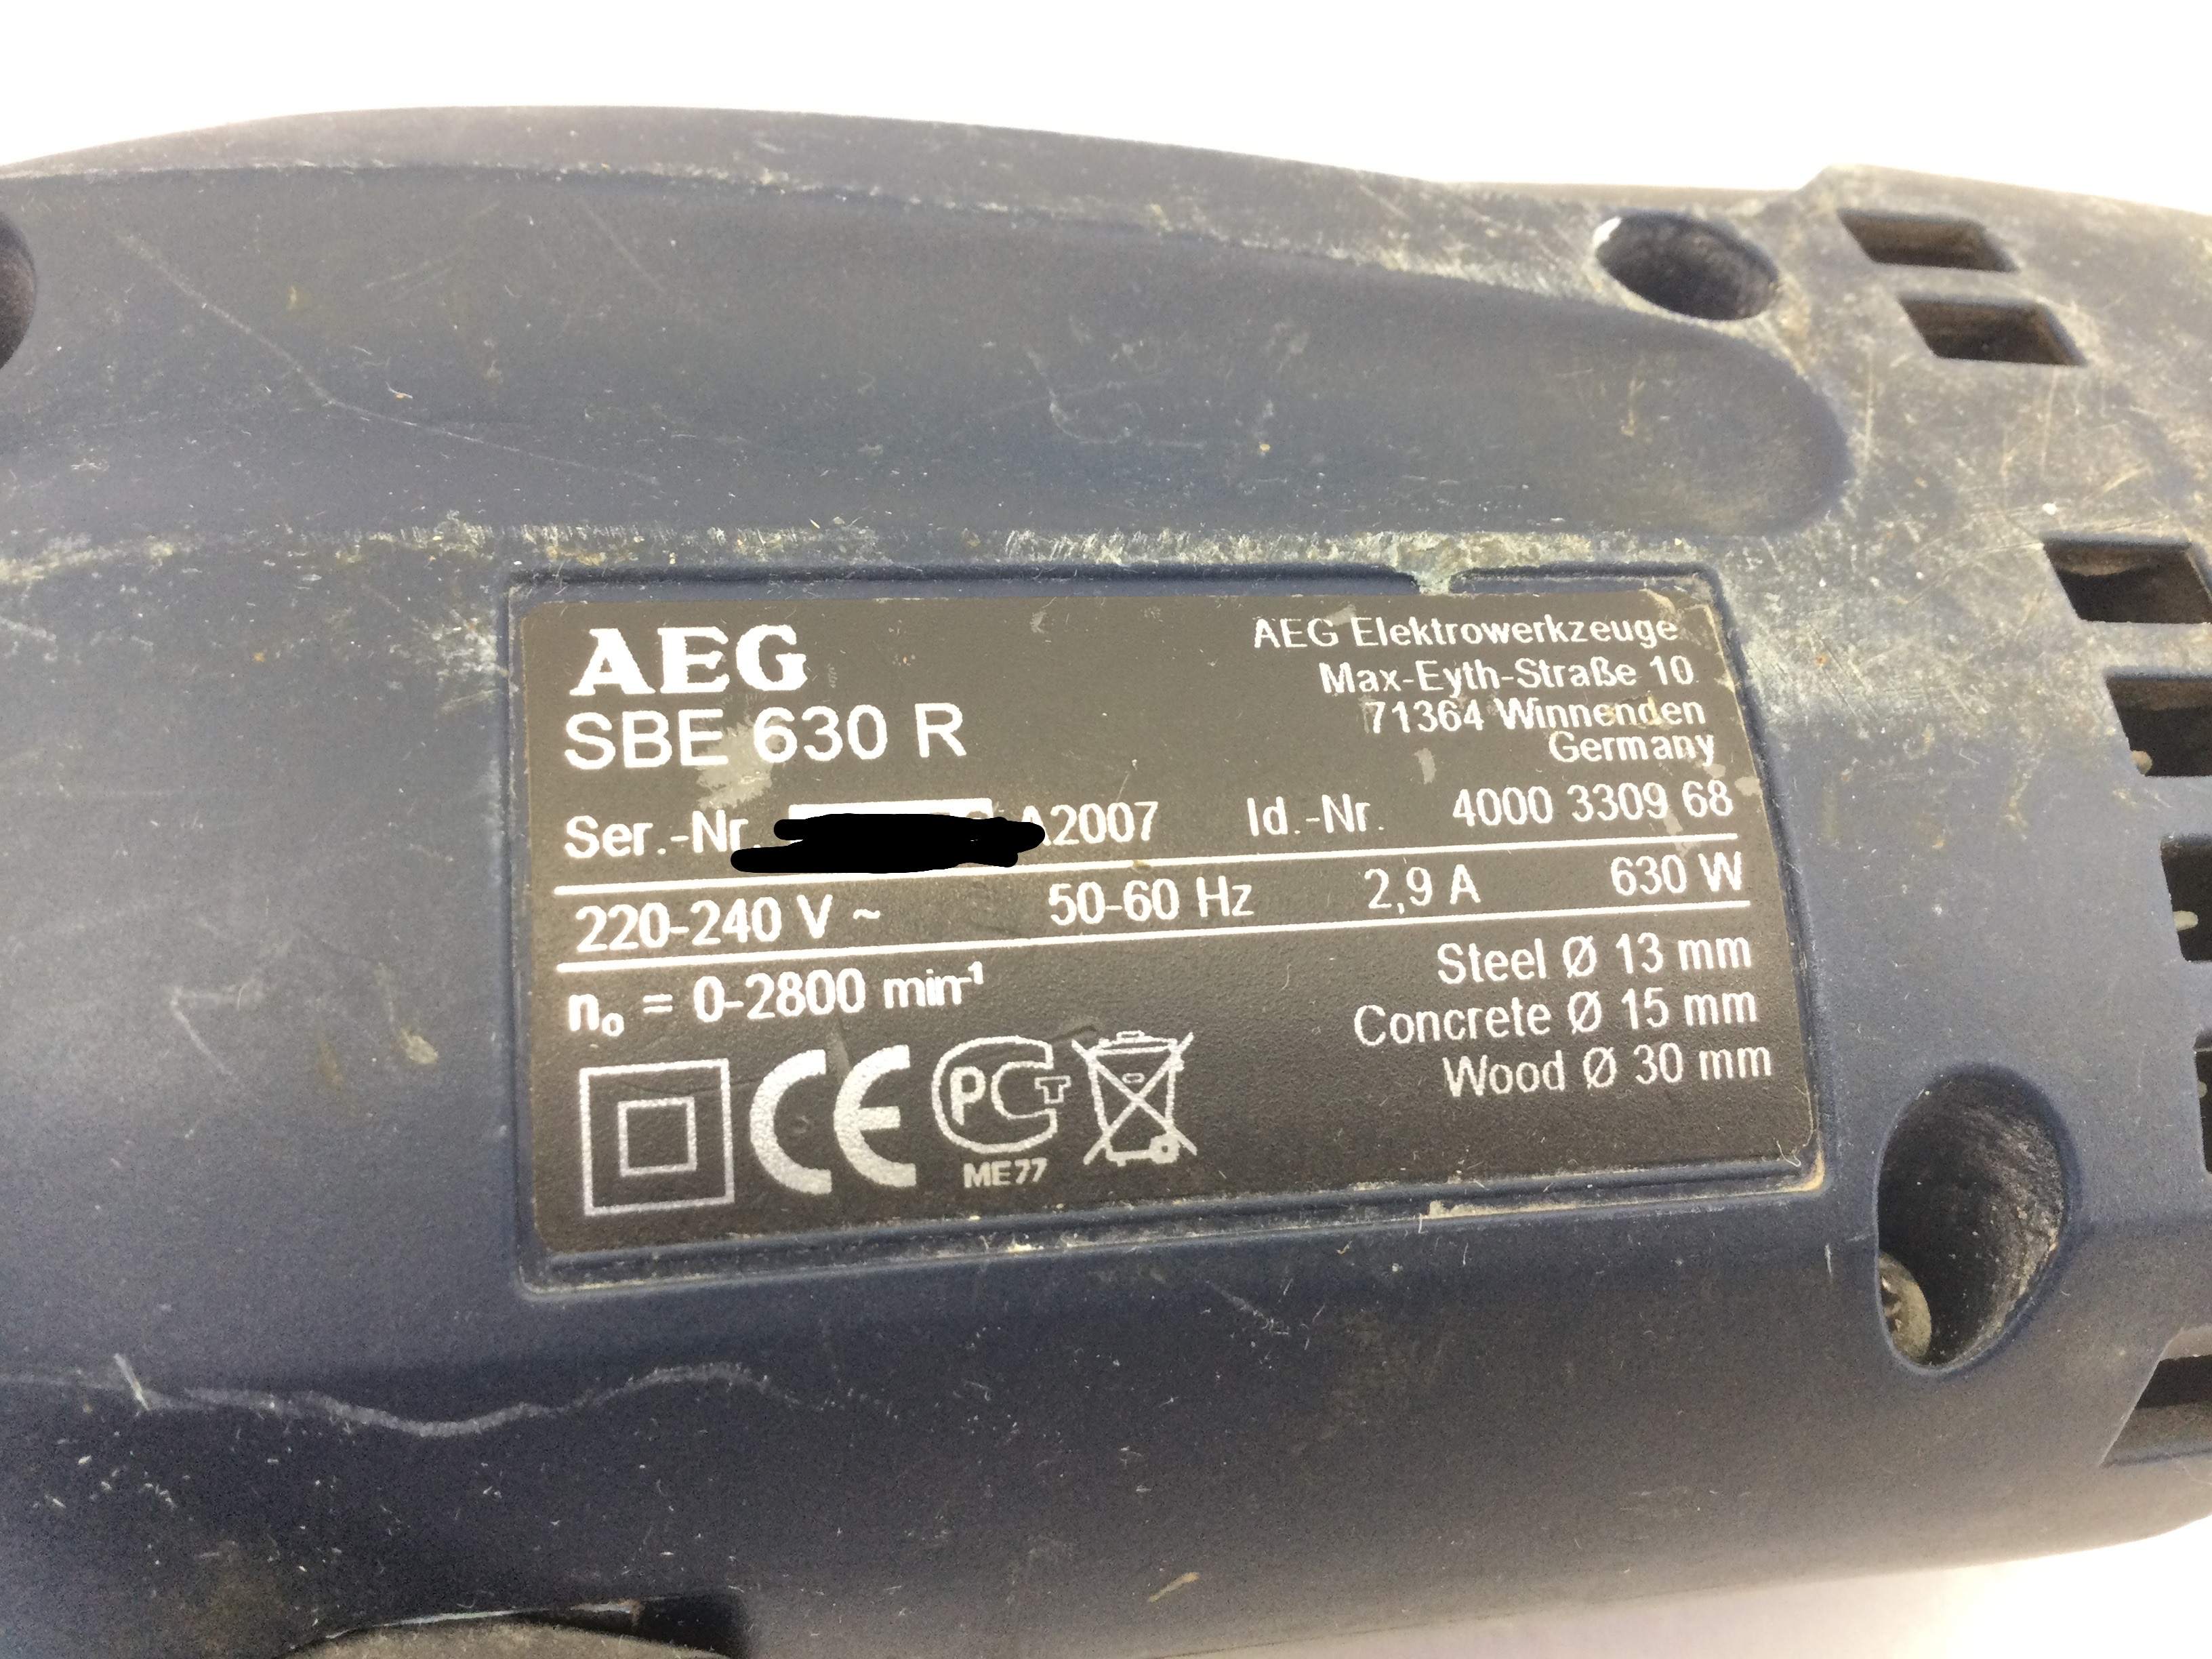 AEG
SBE 630 R
AEG Elektrowerkzeuge
Max-Eyth-Straße 10
71364 Winnenden
Germany
Ser.-Nr. A2007 Id.-Nr. 4000 3309 68
220-240 V ~ 50-60 Hz 2,9 A 630 W
n₀ = 0-2800 min⁻¹
Steel Ø 13 mm
Concrete Ø 15 mm
Wood Ø 30 mm
CE
РСТ
ME77